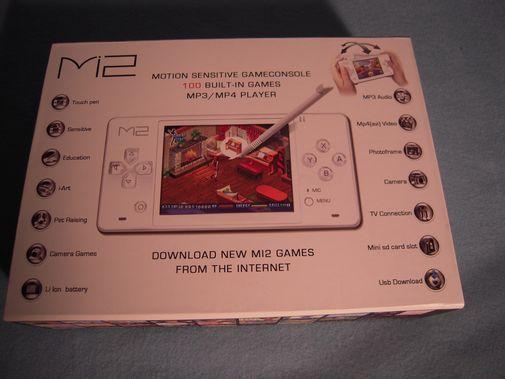 Mi2
MOTION SENSITIVE GAMECONSOLE
100 BUILT-IN GAMES
MP3/MP4 PLAYER
Touch pen
Sensitive
Education
i-Art
Pet Raising
Camera Games
Li Ion battery
MP3 Audio
Mp4(avi) Video
Photoframe
Camera
TV Connection
Mini sd card slot
Usb Download
Mi2
Y
X
A
B
MIC
MENU
DOWNLOAD NEW MI2 GAMES
FROM THE INTERNET